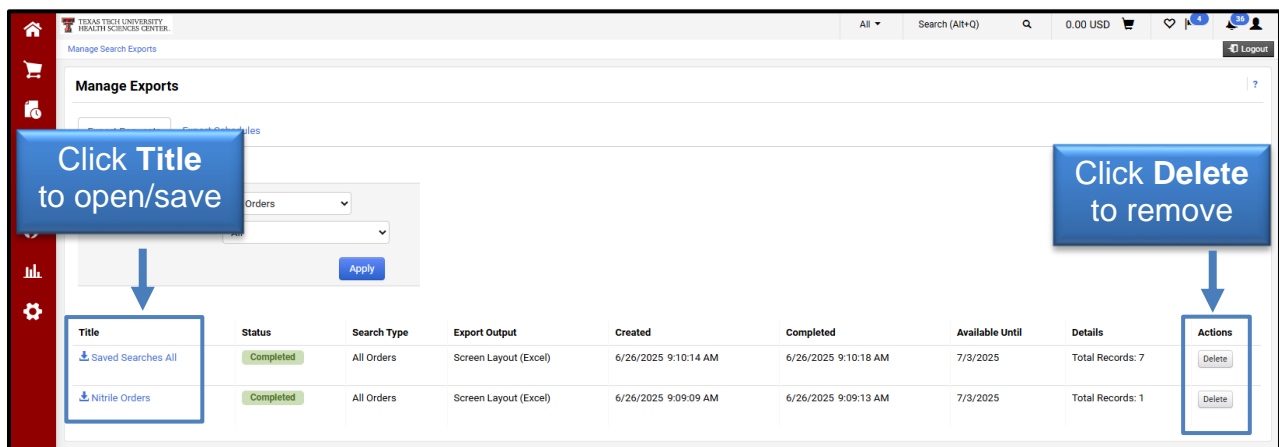 TEXAS TECH UNIVERSITY
HEALTH SCIENCES CENTER.
All
Search (Alt+Q)
0.00 USD
4
36
Manage Search Exports
Logout
Manage Exports
?
Export Schedules
Click Title
to open/save
Click Delete
to remove
Orders
All
Apply
Title Status Search Type Export Output Created Completed Available Until Details Actions
Saved Searches All Completed All Orders Screen Layout (Excel) 6/26/2025 9:10:14 AM 6/26/2025 9:10:18 AM 7/3/2025 Total Records: 7 Delete
Nitrile Orders Completed All Orders Screen Layout (Excel) 6/26/2025 9:09:09 AM 6/26/2025 9:09:13 AM 7/3/2025 Total Records: 1 Delete